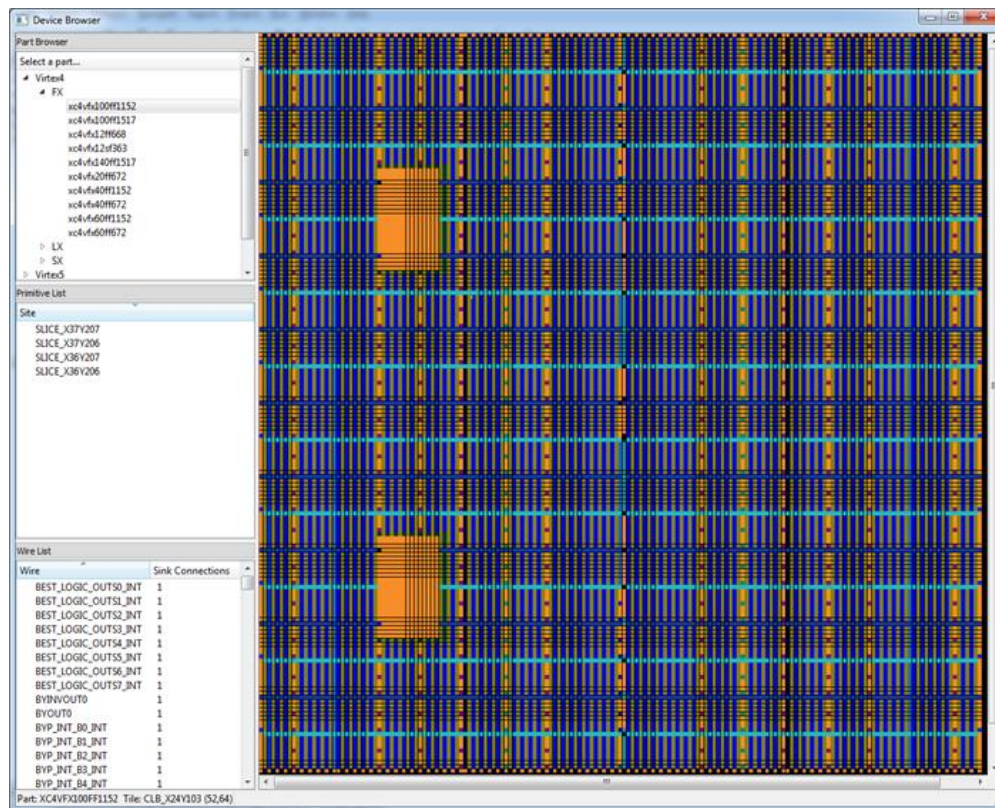 Device Browser
Part Browser
Select a part...
Virtex4
FX
xc4vfx100ff1152
xc4vfx100ff1517
xc4vfx12ff668
xc4vfx12sf363
xc4vfx140ff1517
xc4vfx20ff672
xc4vfx40ff1152
xc4vfx40ff672
xc4vfx60ff1152
xc4vfx60ff672
LX
SX
Virtex5
Primitive List
Site
SLICE_X37Y207
SLICE_X37Y206
SLICE_X36Y207
SLICE_X36Y206
Wire List
Wire Sink Connections
BEST_LOGIC_OUTS0_INT 1
BEST_LOGIC_OUTS1_INT 1
BEST_LOGIC_OUTS2_INT 1
BEST_LOGIC_OUTS3_INT 1
BEST_LOGIC_OUTS4_INT 1
BEST_LOGIC_OUTS5_INT 1
BEST_LOGIC_OUTS6_INT 1
BEST_LOGIC_OUTS7_INT 1
BYINVOUT0 1
BYOUT0 1
BYP_INT_B0_INT 1
BYP_INT_B1_INT 1
BYP_INT_B2_INT 1
BYP_INT_B3_INT 1
BYP_INT_B4_INT 1
Part: XC4VFX100FF1152 Tile: CLB_X24Y103 (52,64)